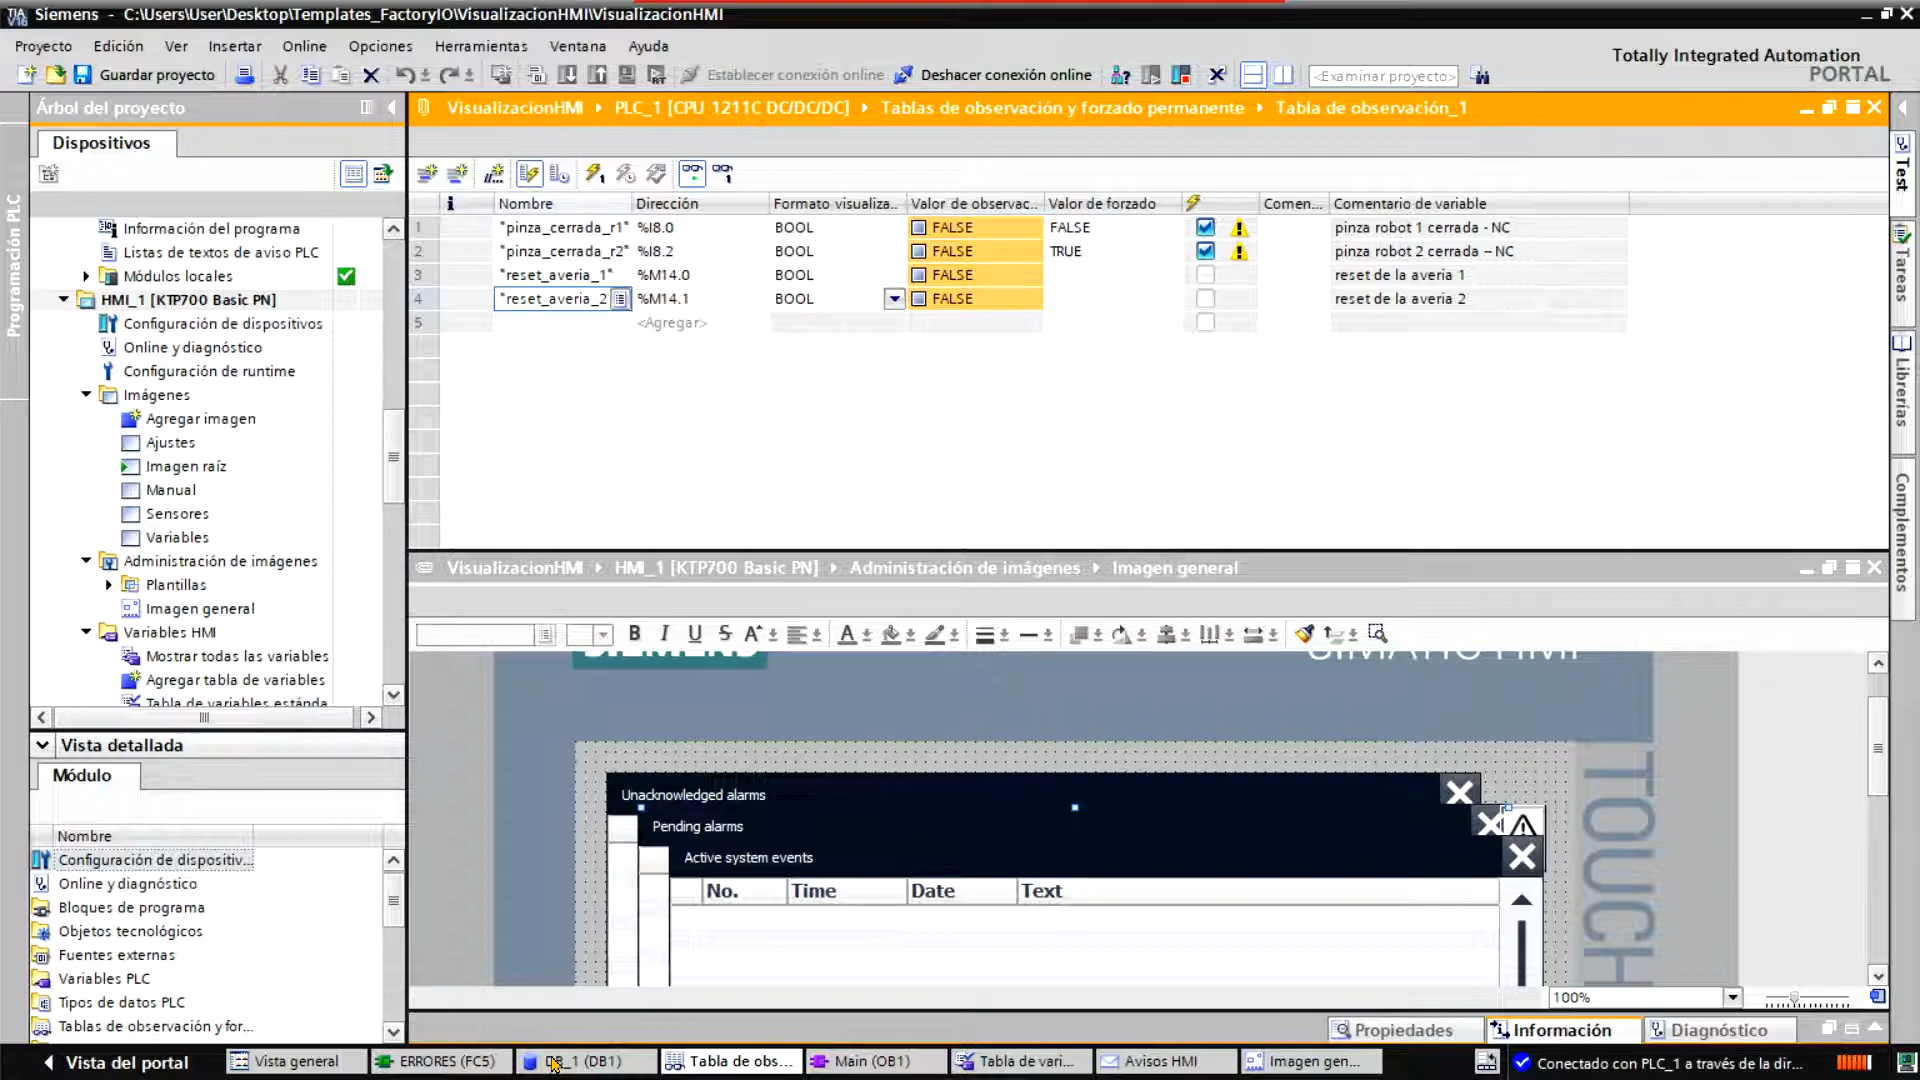 Siemens - C:\Users\User\Desktop\Templates_FactoryIO\VisualizacionHMI\VisualizacionHMI
Proyecto Edición Ver Insertar Online Opciones Herramientas Ventana Ayuda
Totally Integrated Automation
PORTAL
Guardar proyecto Establecer conexión online Deshacer conexión online <Examinar proyecto>
Árbol del proyecto
VisualizacionHMI PLC_1 [CPU 1211C DC/DC/DC] Tablas de observación y forzado permanente Tabla de observación_1
Dispositivos
Programación PLC
Nombre Dirección Formato visualiza.. Valor de observac.. Valor de forzado Comen... Comentario de variable
1 "pinza_cerrada_r1" %I8.0 BOOL FALSE FALSE pinza robot 1 cerrada - NC
2 "pinza_cerrada_r2" %I8.2 BOOL FALSE TRUE pinza robot 2 cerrada -- NC
3 "reset_averia_1" %M14.0 BOOL FALSE reset de la averia 1
4 "reset_averia_2 %M14.1 BOOL FALSE reset de la averia 2
5 <Agregar>
Información del programa
Listas de textos de aviso PLC
Módulos locales
HMI_1 [KTP700 Basic PN]
Configuración de dispositivos
Online y diagnóstico
Configuración de runtime
Imágenes
Agregar imagen
Ajustes
Imagen raíz
Manual
Sensores
Variables
Administración de imágenes
Plantillas
Imagen general
Variables HMI
Mostrar todas las variables
Agregar tabla de variables
Tabla de variables estánda
Test
Tareas
Librerías
Complementos
VisualizacionHMI HMI_1 [KTP700 Basic PN] Administración de imágenes Imagen general
B I U S A A
SIEMENS SIMATIC HMI
TOUCH
Unacknowledged alarms
Pending alarms
Active system events
No. Time Date Text
100%
Vista detallada
Módulo
Nombre
Configuración de dispositiv...
Online y diagnóstico
Bloques de programa
Objetos tecnológicos
Fuentes externas
Variables PLC
Tipos de datos PLC
Tablas de observación y for...
Propiedades Información Diagnóstico
Vista del portal Vista general ERRORES (FC5) DB_1 (DB1) Tabla de obs... Main (OB1) Tabla de vari... Avisos HMI Imagen gen... Conectado con PLC_1 a través de la dir...